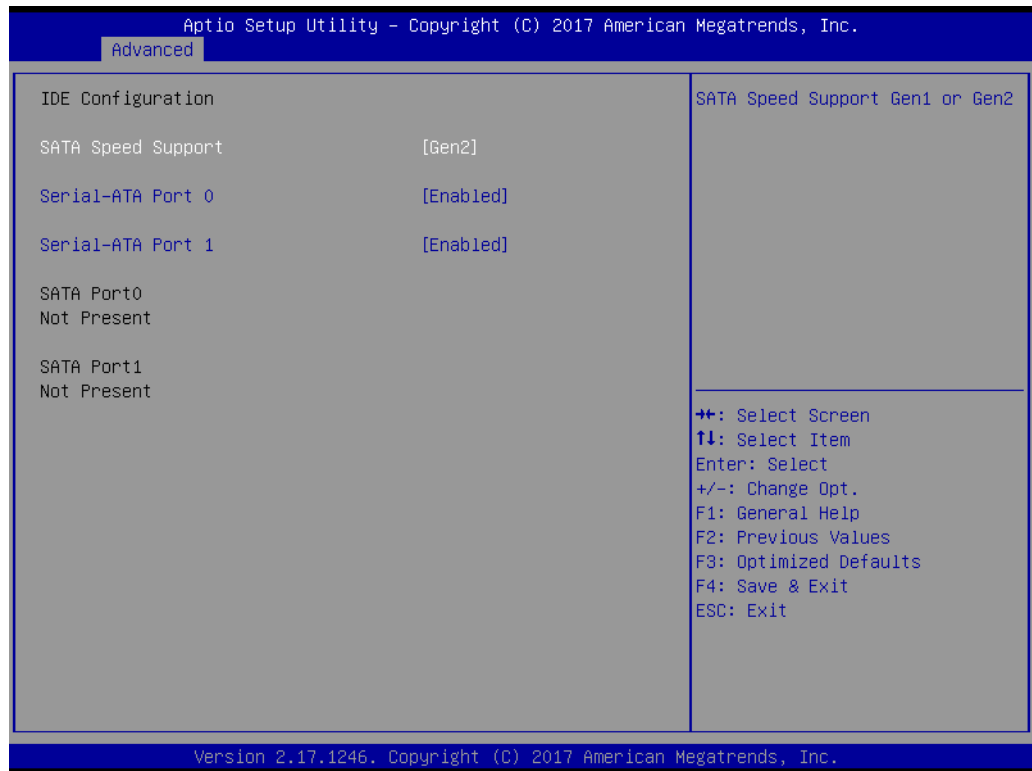 Aptio Setup Utility – Copyright (C) 2017 American Megatrends, Inc.
Advanced
IDE Configuration
SATA Speed Support [Gen2]
Serial-ATA Port 0 [Enabled]
Serial-ATA Port 1 [Enabled]
SATA Port0
Not Present
SATA Port1
Not Present
SATA Speed Support Gen1 or Gen2
→←: Select Screen
↑↓: Select Item
Enter: Select
+/-: Change Opt.
F1: General Help
F2: Previous Values
F3: Optimized Defaults
F4: Save & Exit
ESC: Exit
Version 2.17.1246. Copyright (C) 2017 American Megatrends, Inc.